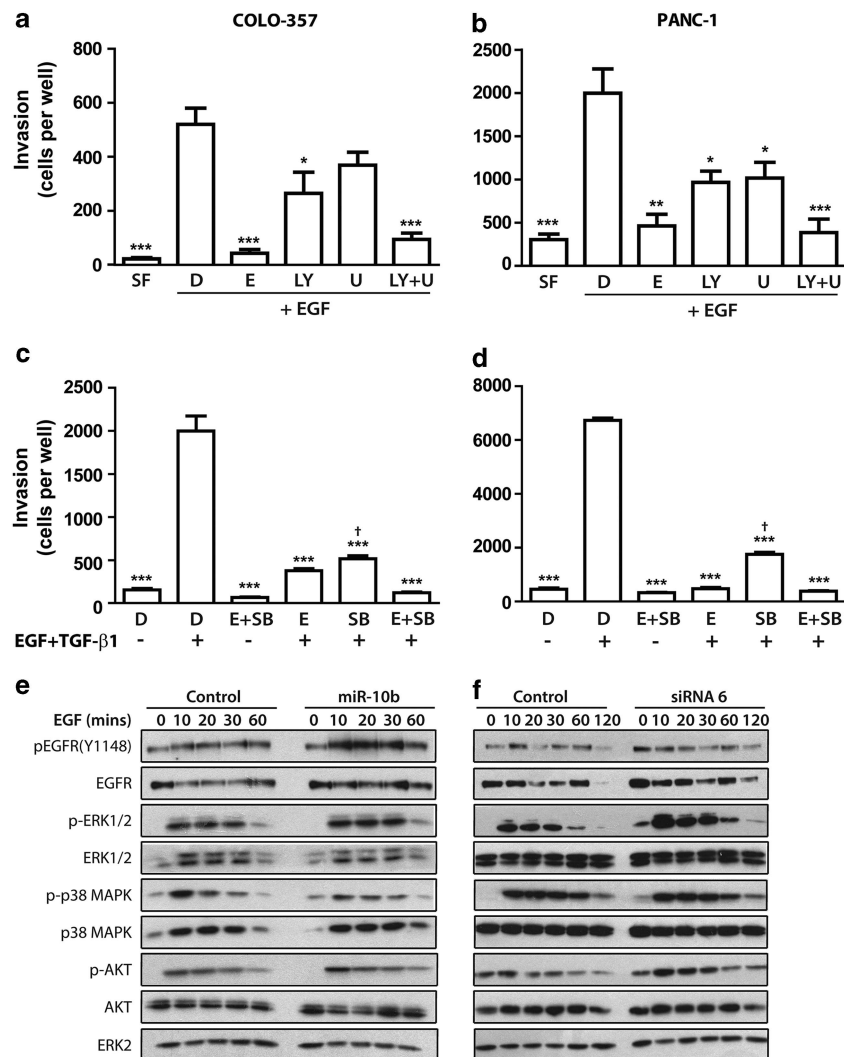 a COLO-357
Invasion
(cells per well)
800
600
400
200
0
***
***
*
***
SF D E LY U LY+U
+ EGF
b PANC-1
2500
2000
1500
1000
500
0
***
**
*
*
***
SF D E LY U LY+U
+ EGF
c
Invasion
(cells per well)
2500
2000
1500
1000
500
0
***
***
***
†
***
***
D D E+SB E SB E+SB
EGF+TGF-β1 - + - + + +
d
8000
6000
4000
2000
0
***
***
***
†
***
***
D D E+SB E SB E+SB
- + - + + +
e
Control miR-10b
EGF (mins) 0 10 20 30 60 0 10 20 30 60
pEGFR(Y1148)
EGFR
p-ERK1/2
ERK1/2
p-p38 MAPK
p38 MAPK
p-AKT
AKT
ERK2
f
Control siRNA 6
0 10 20 30 60 120 0 10 20 30 60 120